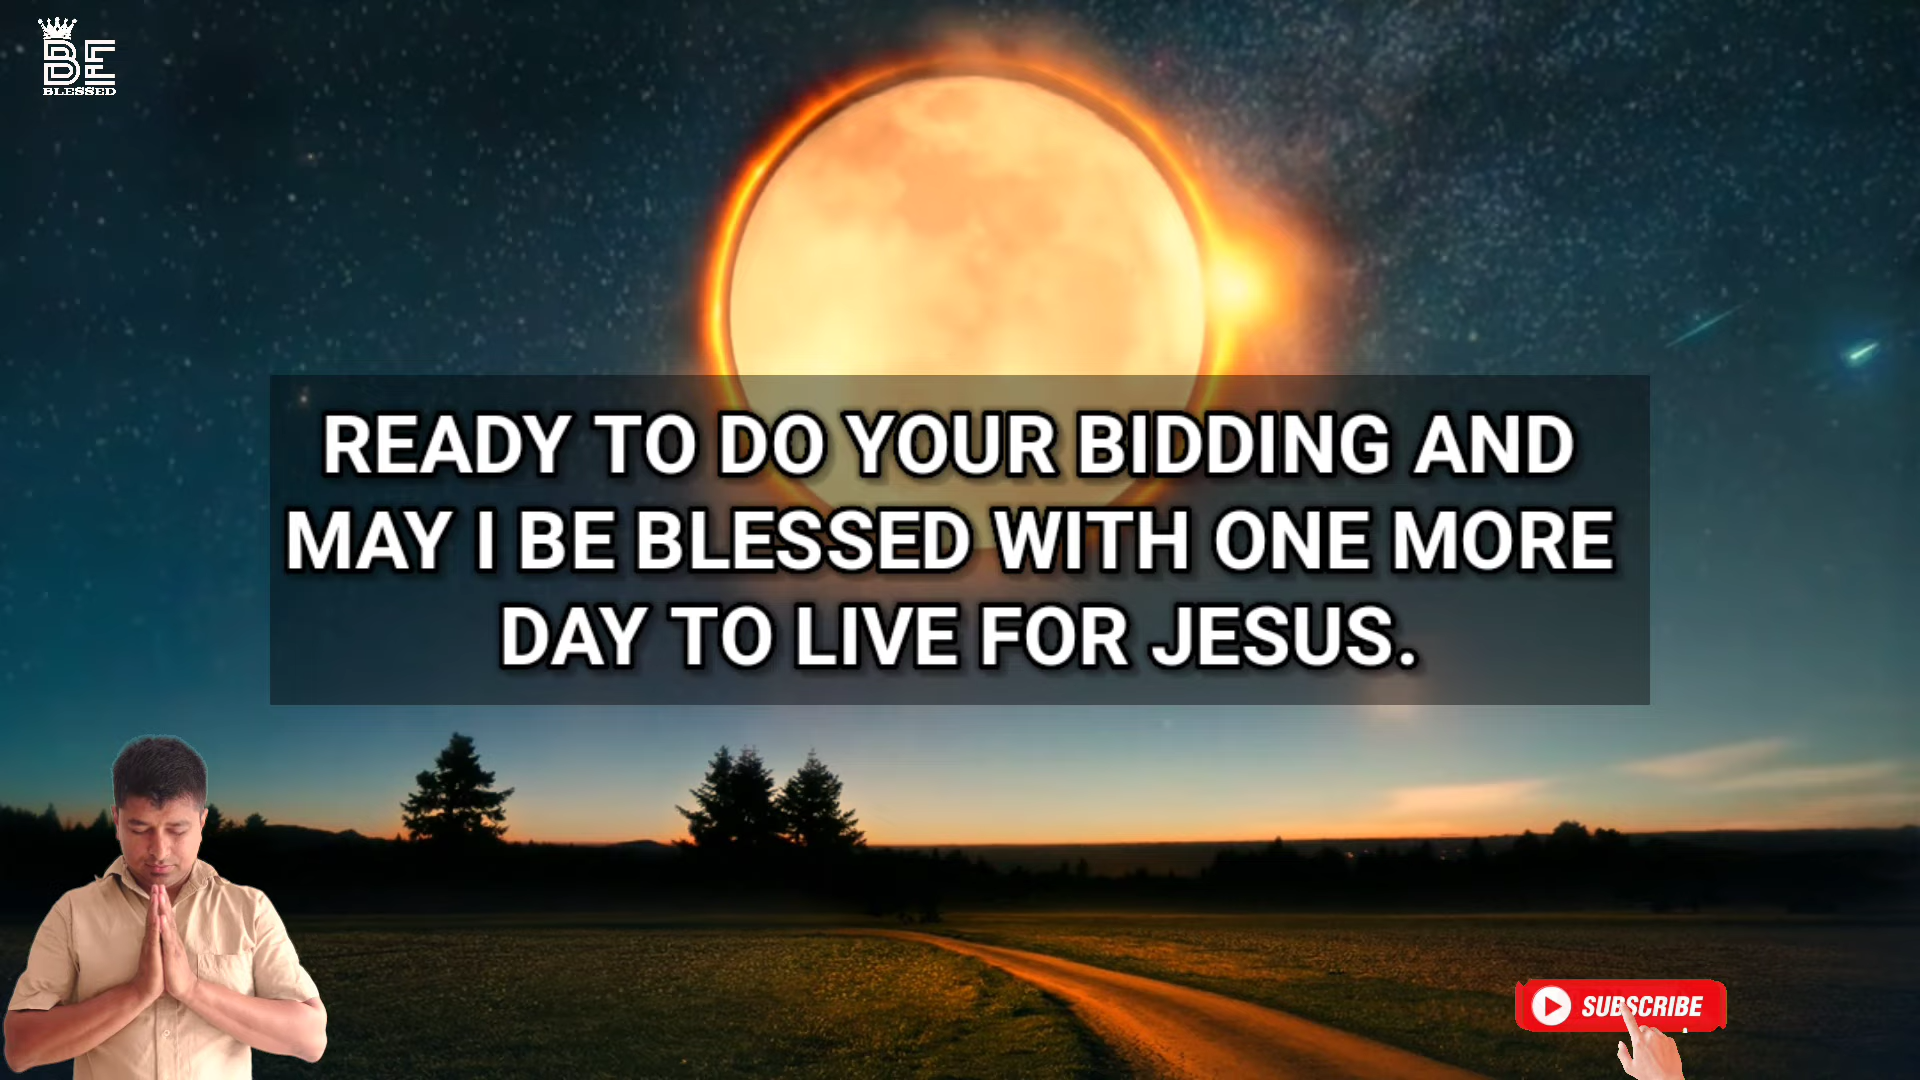 BE
BLESSED
READY TO DO YOUR BIDDING AND
MAY I BE BLESSED WITH ONE MORE
DAY TO LIVE FOR JESUS.
SUBSCRIBE